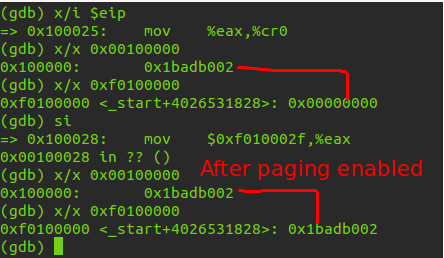 (gdb) x/i $eip
=> 0x100025:    mov    %eax,%cr0
(gdb) x/x 0x00100000
0x100000:       0x1badb002
(gdb) x/x 0xf0100000
0xf0100000 <_start+4026531828>: 0x00000000
(gdb) si
=> 0x100028:    mov    $0xf010002f,%eax
0x00100028 in ?? ()
After paging enabled
(gdb) x/x 0x00100000
0x100000:       0x1badb002
(gdb) x/x 0xf0100000
0xf0100000 <_start+4026531828>: 0x1badb002
(gdb)